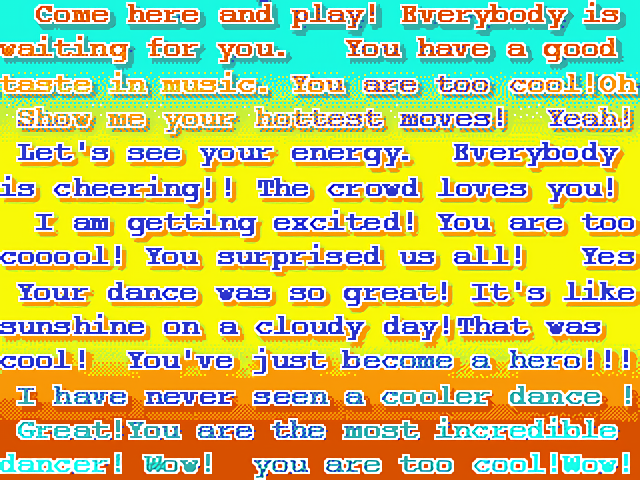 Come here and play! Everybody is
waiting for you. You have a good
taste in music. You are too cool!Oh
Show me your hottest moves! Yeah!
Let's see your energy. Everybody
is cheering!! The crowd loves you!
I am getting excited! You are too
cooool! You surprised us all! Yes
Your dance was so great! It's like
sunshine on a cloudy day!That was
cool! You've just become a hero!!!
I have never seen a cooler dance !
Great!You are the most incredible
dancer! Wow! you are too cool!Wow!